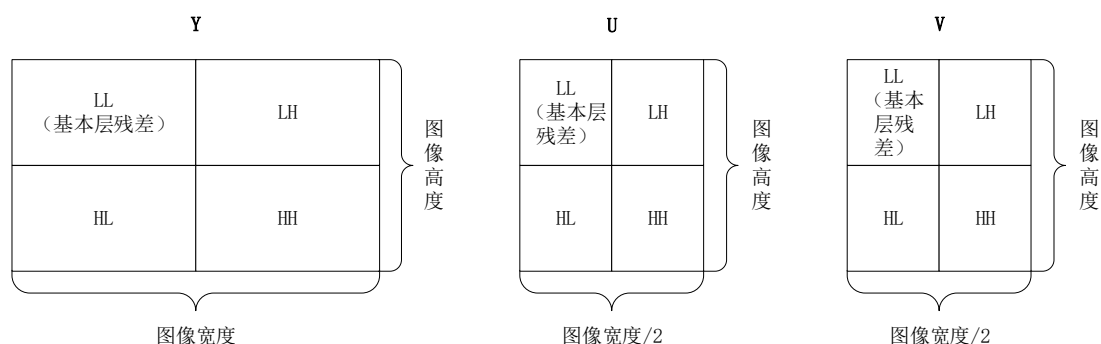 Y
LL
（基本层残差）
LH
HL
HH
图像高度
图像宽度
U
LL
（基本层
残差）
LH
HL
HH
图像高度
图像宽度/2
V
LL
（基本
层残
差）
LH
HL
HH
图像高度
图像宽度/2